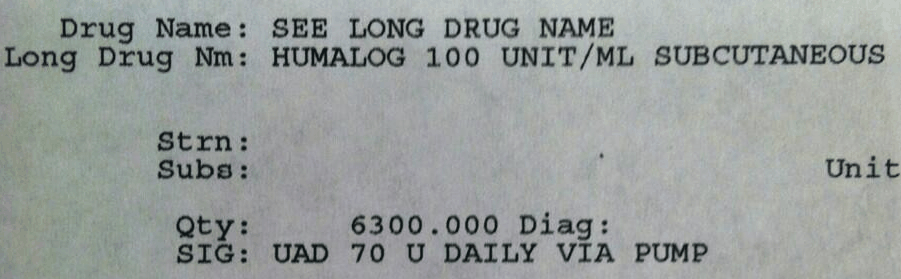 Drug Name: SEE LONG DRUG NAME
Long Drug Nm: HUMALOG 100 UNIT/ML SUBCUTANEOUS
Strn:
Subs: Unit
Qty: 6300.000 Diag:
SIG: UAD 70 U DAILY VIA PUMP